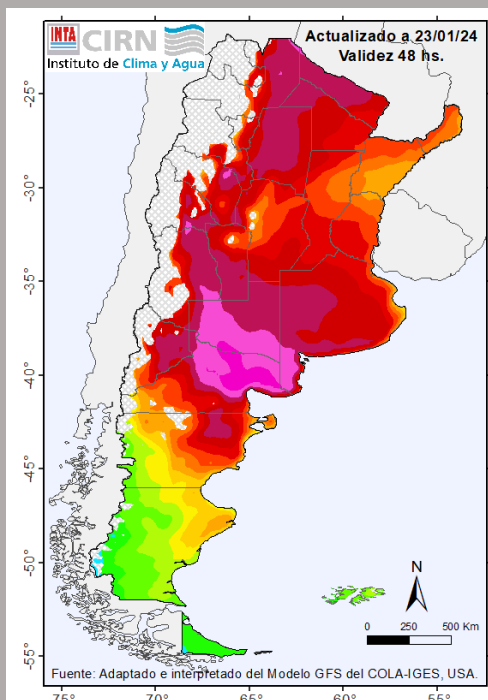 INTA CIRN
Instituto de Clima y Agua
Actualizado a 23/01/24
Validez 48 hs.
-25°
-30°
-35°
-40°
-45°
-50°
-55°
N
0 250 500 Km
Fuente: Adaptado e interpretado del Modelo GFS del COLA-IGES, USA.
-75° -70° -65° -60° -55°